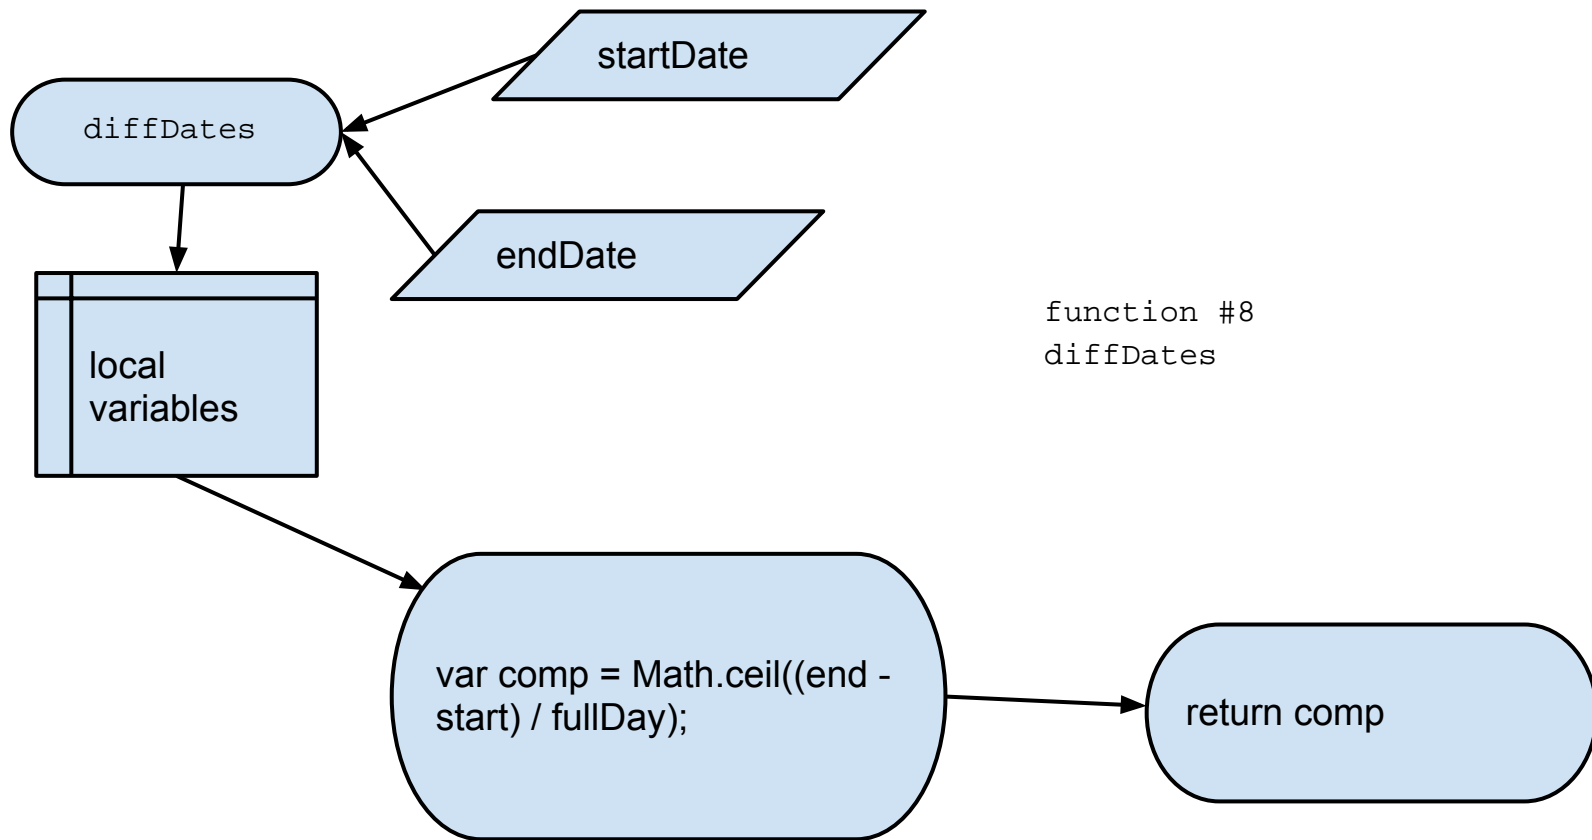 startDate
diffDates
endDate
function #8
diffDates
local
variables
var comp = Math.ceil((end -
start) / fullDay);
return comp